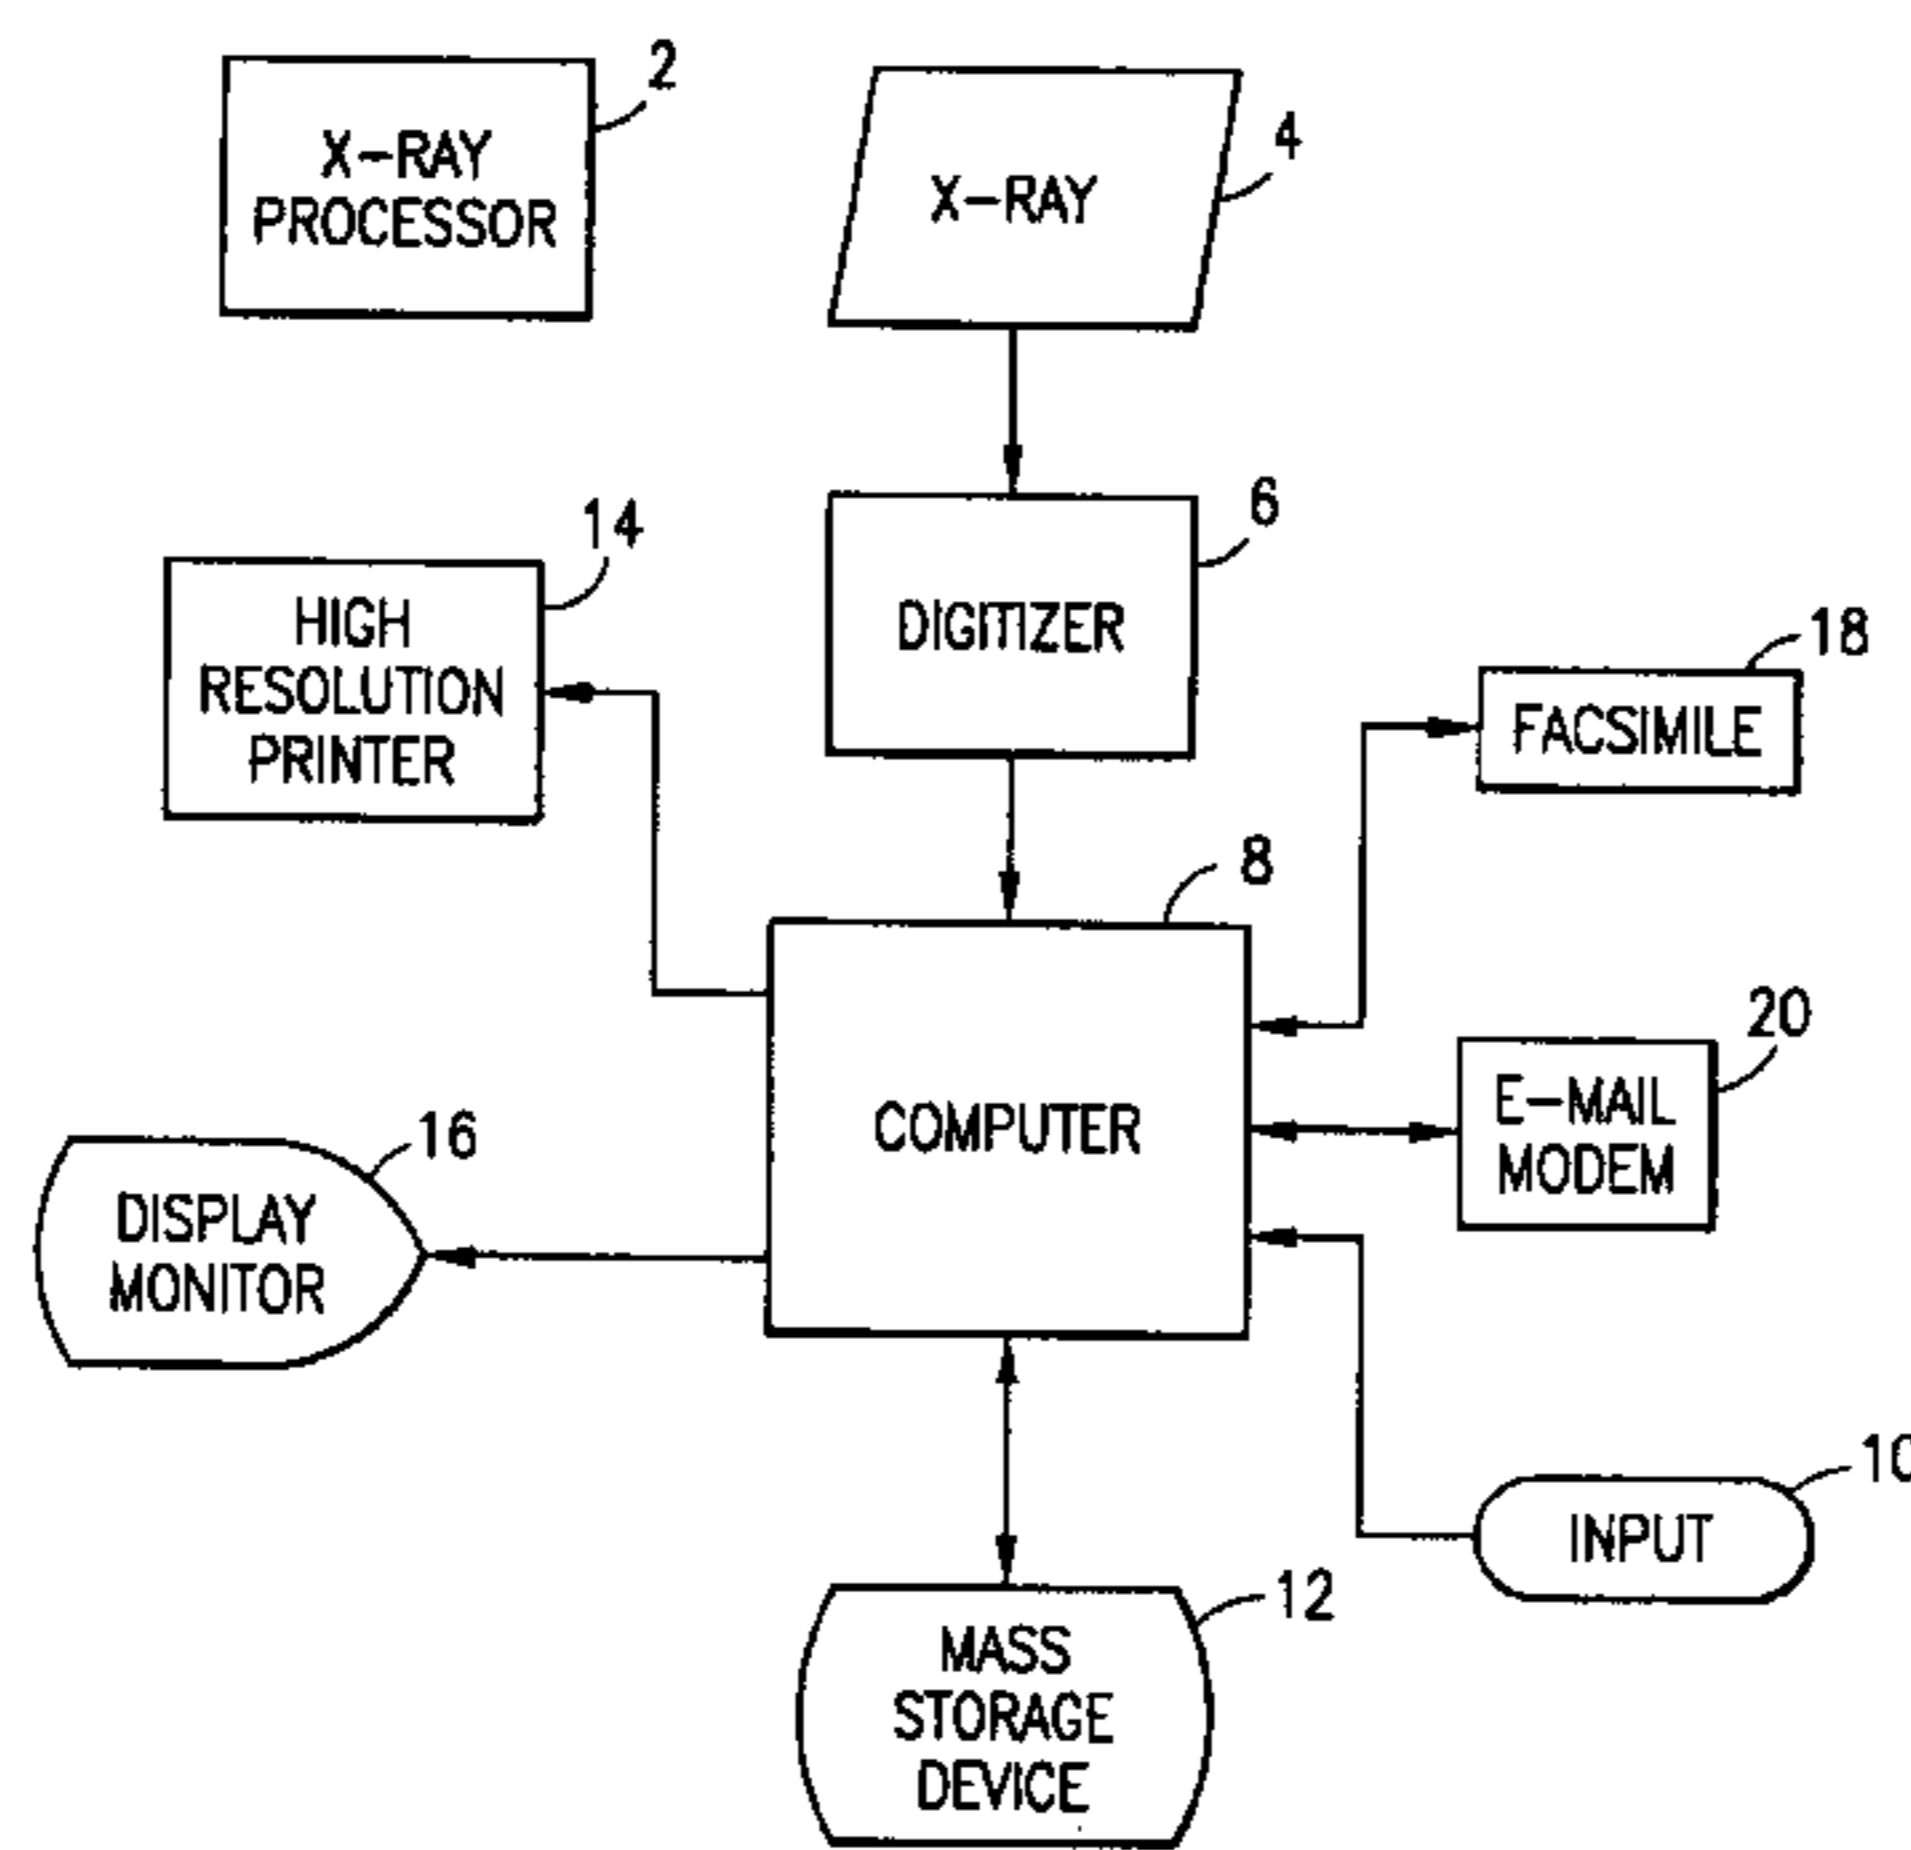 2
X-RAY
PROCESSOR
4
X-RAY
14
HIGH
RESOLUTION
PRINTER
6
DIGITIZER
18
FACSIMILE
8
COMPUTER
20
E-MAIL
MODEM
16
DISPLAY
MONITOR
10
INPUT
12
MASS
STORAGE
DEVICE